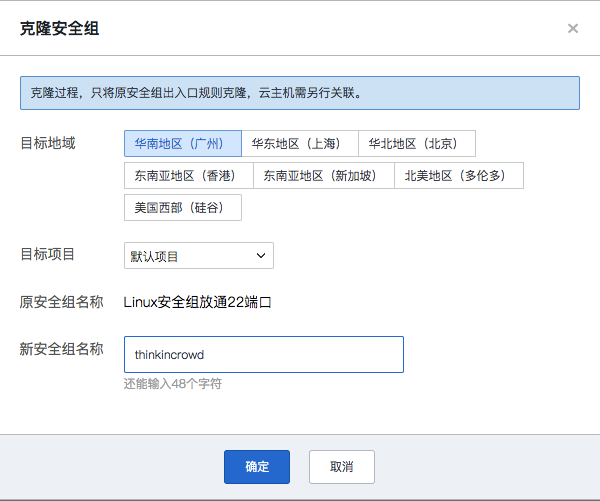 克隆安全组
×
克隆过程，只将原安全组出入口规则克隆，云主机需另行关联。
目标地域 华南地区（广州） 华东地区（上海） 华北地区（北京）
东南亚地区（香港） 东南亚地区（新加坡） 北美地区（多伦多）
美国西部（硅谷）
目标项目 默认项目
原安全组名称 Linux安全组放通22端口
新安全组名称 thinkincrowd
还能输入48个字符
确定 取消